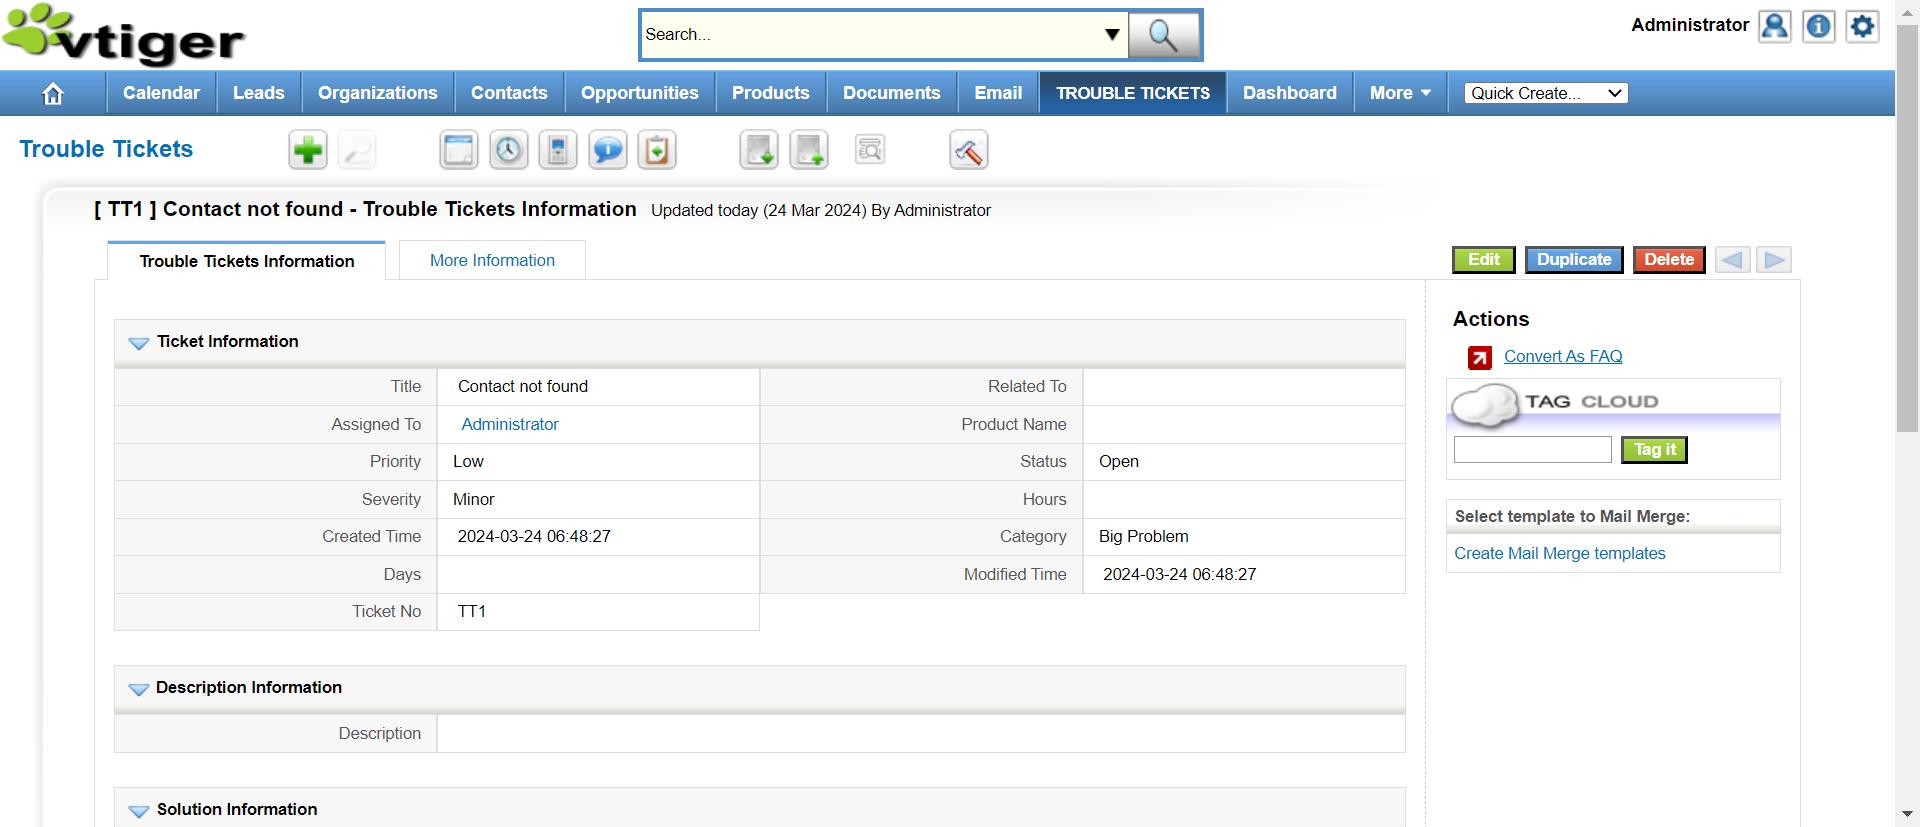 vtiger
Search...
Administrator
Calendar Leads Organizations Contacts Opportunities Products Documents Email TROUBLE TICKETS Dashboard More Quick Create...
Trouble Tickets
[ TT1 ] Contact not found - Trouble Tickets Information Updated today (24 Mar 2024) By Administrator
Trouble Tickets Information More Information Edit Duplicate Delete
Ticket Information
Title Contact not found Related To
Assigned To Administrator Product Name
Priority Low Status Open
Severity Minor Hours
Created Time 2024-03-24 06:48:27 Category Big Problem
Days Modified Time 2024-03-24 06:48:27
Ticket No TT1
Description Information
Description
Solution Information
Actions
Convert As FAQ
TAG CLOUD
Tag it
Select template to Mail Merge:
Create Mail Merge templates